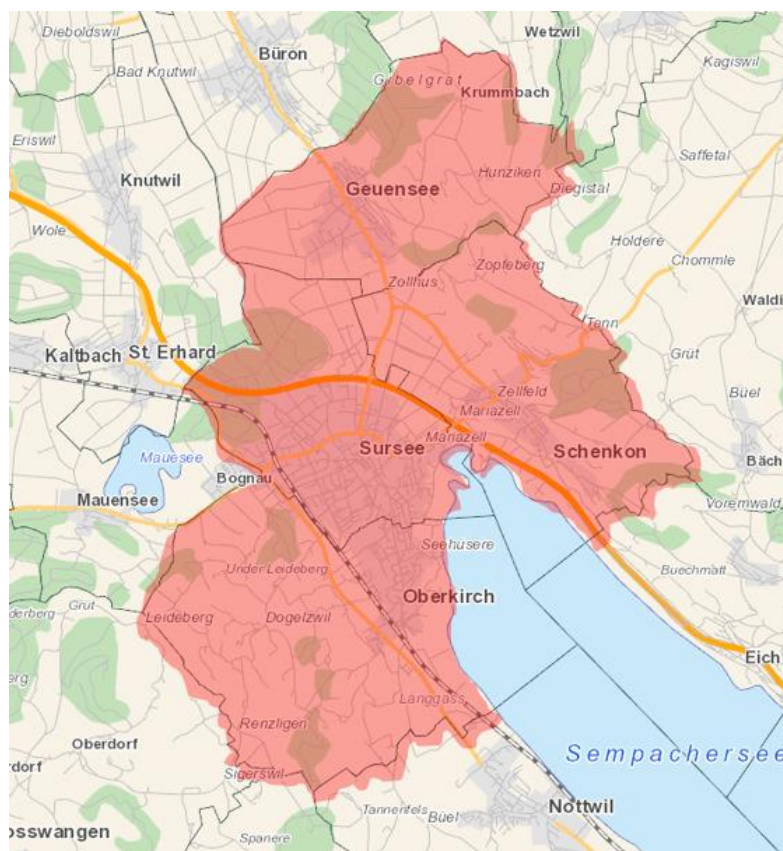 Dieboldswil
Wetzwil
Büron
Kagiswil
Bad Knutwil
Gibelgrat
Krummbach
Eriswil
Saffetal
Knutwil
Hunziken
Geuensee
Diegistal
Wole
Holdere
Chommle
Zopfeberg
Zollhus
Waldi
Tenn
St. Erhard
Kaltbach
Grüt
Zellfeld
Büel
Mariazell
Mariazell
Sursee
Schenkon
Mauesee
Bäch
Bognau
Mauensee
Voremwald
Seehusere
Under Leideberg
Buechmatt
Oberkirch
derberg
Grut
Leideberg
Dogelzwil
Eich
erg
Langgass
Renzligen
Oberdorf
Sempachersee
rdorf
Sigerswil
Nottwil
Tannenfels
Büel
osswangen
Spanere